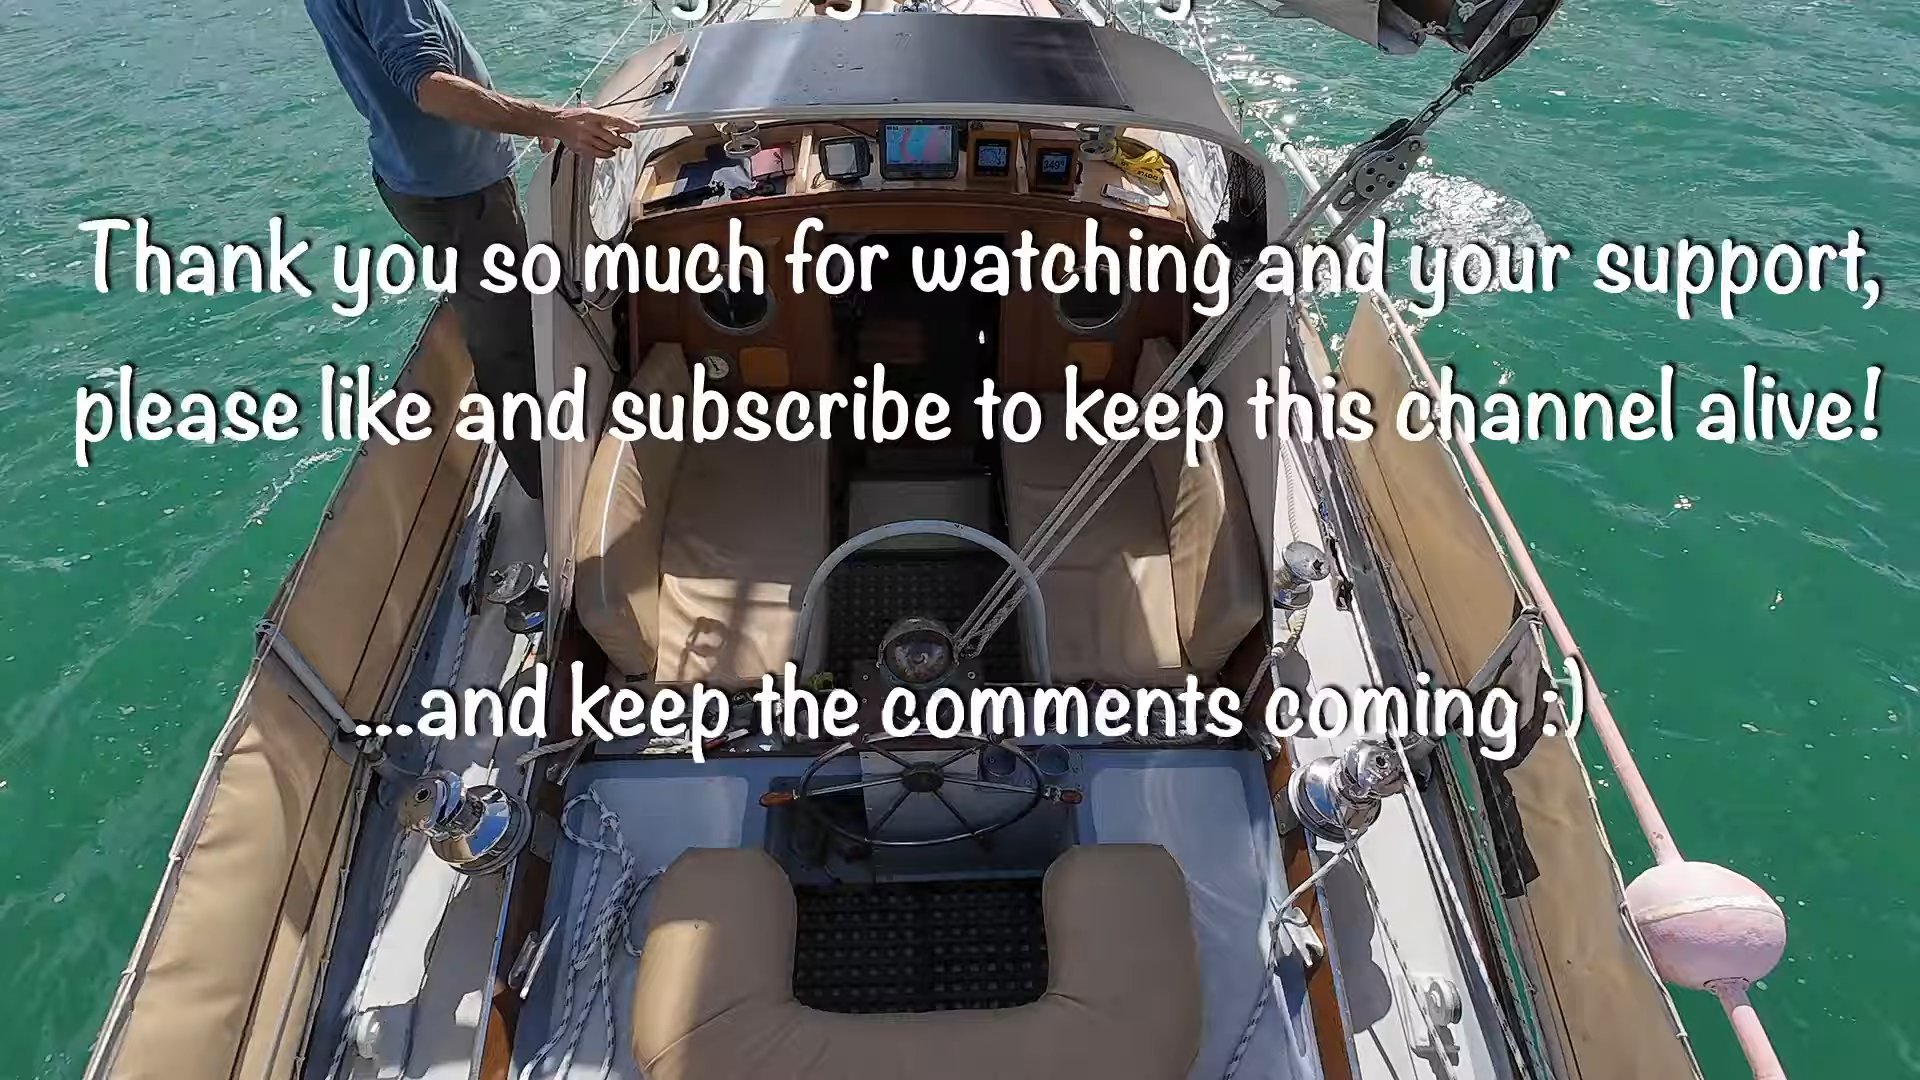 Thank you so much for watching and your support,
please like and subscribe to keep this channel alive!
...and keep the comments coming :)